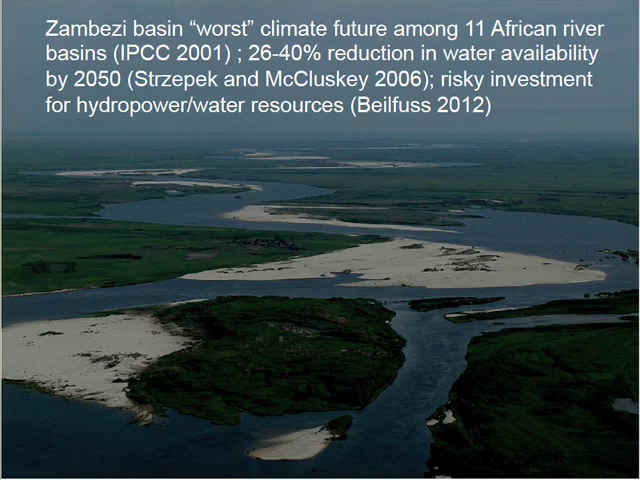 Zambezi basin “worst” climate future among 11 African river
basins (IPCC 2001) ; 26-40% reduction in water availability
by 2050 (Strzepek and McCluskey 2006); risky investment
for hydropower/water resources (Beilfuss 2012)